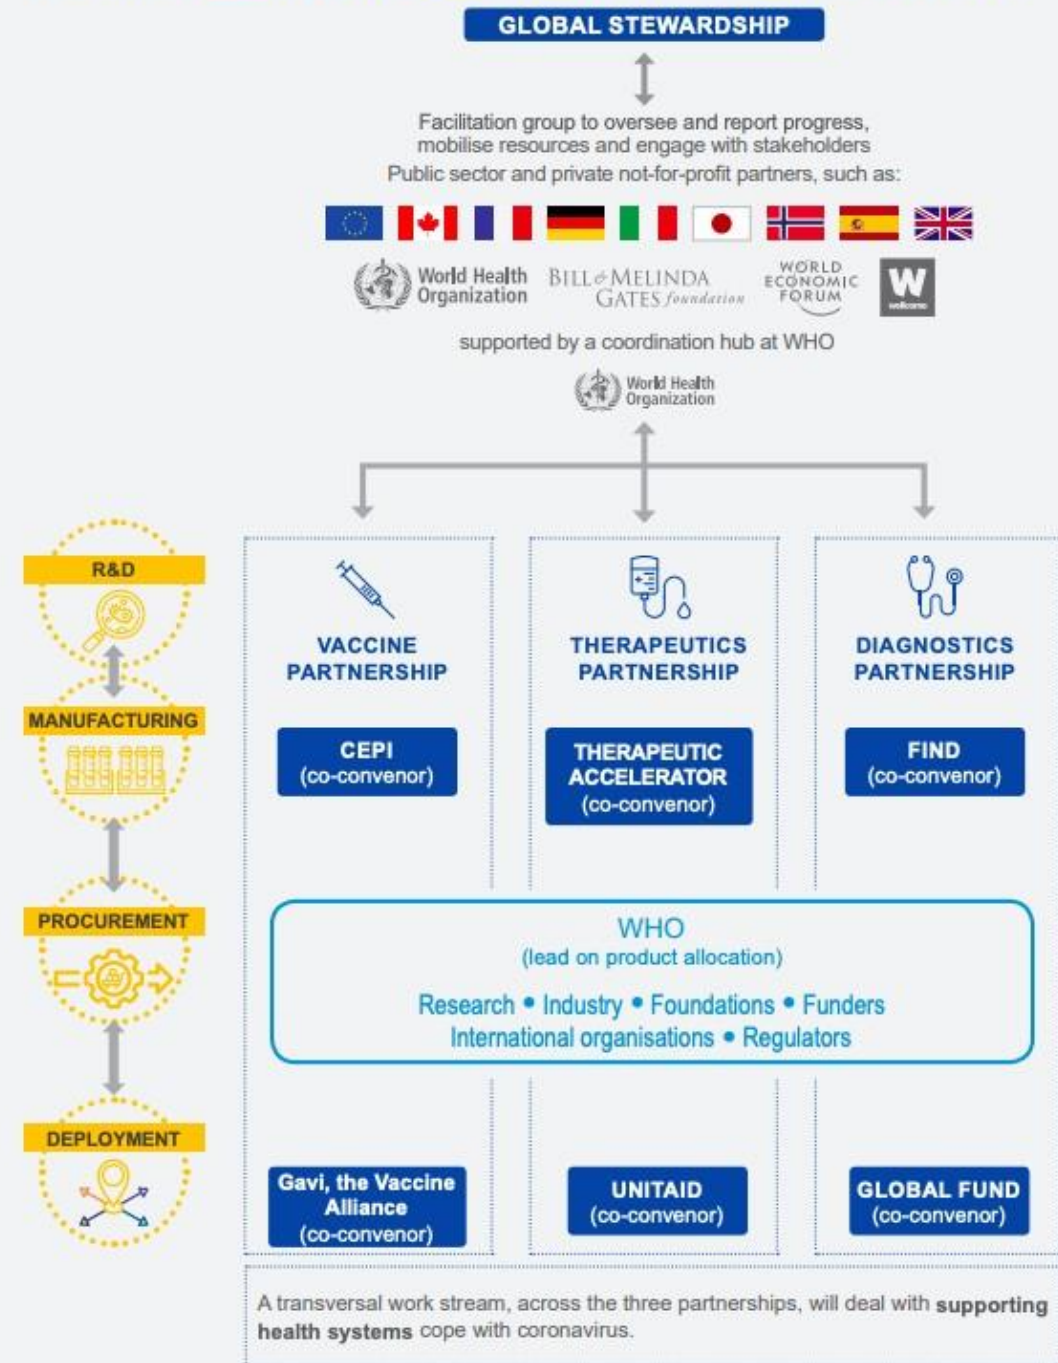 GLOBAL STEWARDSHIP
Facilitation group to oversee and report progress,
mobilise resources and engage with stakeholders
Public sector and private not-for-profit partners, such as:
World Health
Organization
BILL & MELINDA
GATES foundation
WORLD
ECONOMIC
FORUM
W
wellcome
supported by a coordination hub at WHO
World Health
Organization
R&D
MANUFACTURING
PROCUREMENT
DEPLOYMENT
VACCINE
PARTNERSHIP
CEPI
(co-convenor)
THERAPEUTICS
PARTNERSHIP
THERAPEUTIC
ACCELERATOR
(co-convenor)
DIAGNOSTICS
PARTNERSHIP
FIND
(co-convenor)
WHO
(lead on product allocation)
Research • Industry • Foundations • Funders
International organisations • Regulators
Gavi, the Vaccine
Alliance
(co-convenor)
UNITAID
(co-convenor)
GLOBAL FUND
(co-convenor)
A transversal work stream, across the three partnerships, will deal with supporting
health systems cope with coronavirus.